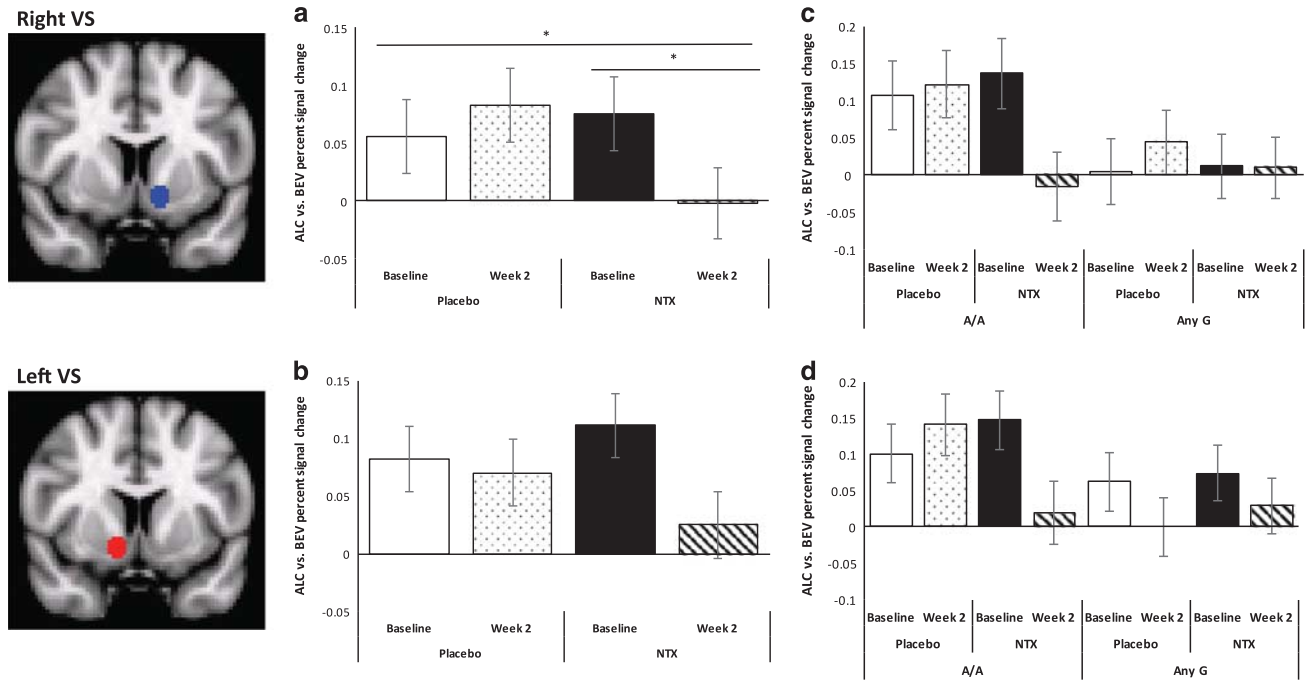 Right VS
a
ALC vs. BEV percent signal change
0.15
0.1
0.05
0
-0.05
*
*
Baseline Week 2 Baseline Week 2
Placebo NTX
c
ALC vs. BEV percent signal change
0.2
0.15
0.1
0.05
0
-0.05
-0.1
Baseline Week 2 Baseline Week 2 Baseline Week 2 Baseline Week 2
Placebo NTX Placebo NTX
A/A Any G
Left VS
b
ALC vs. BEV percent signal change
0.15
0.1
0.05
0
-0.05
Baseline Week 2 Baseline Week 2
Placebo NTX
d
ALC vs. BEV percent signal change
0.2
0.15
0.1
0.05
0
-0.05
-0.1
Baseline Week 2 Baseline Week 2 Baseline Week 2 Baseline Week 2
Placebo NTX Placebo NTX
A/A Any G